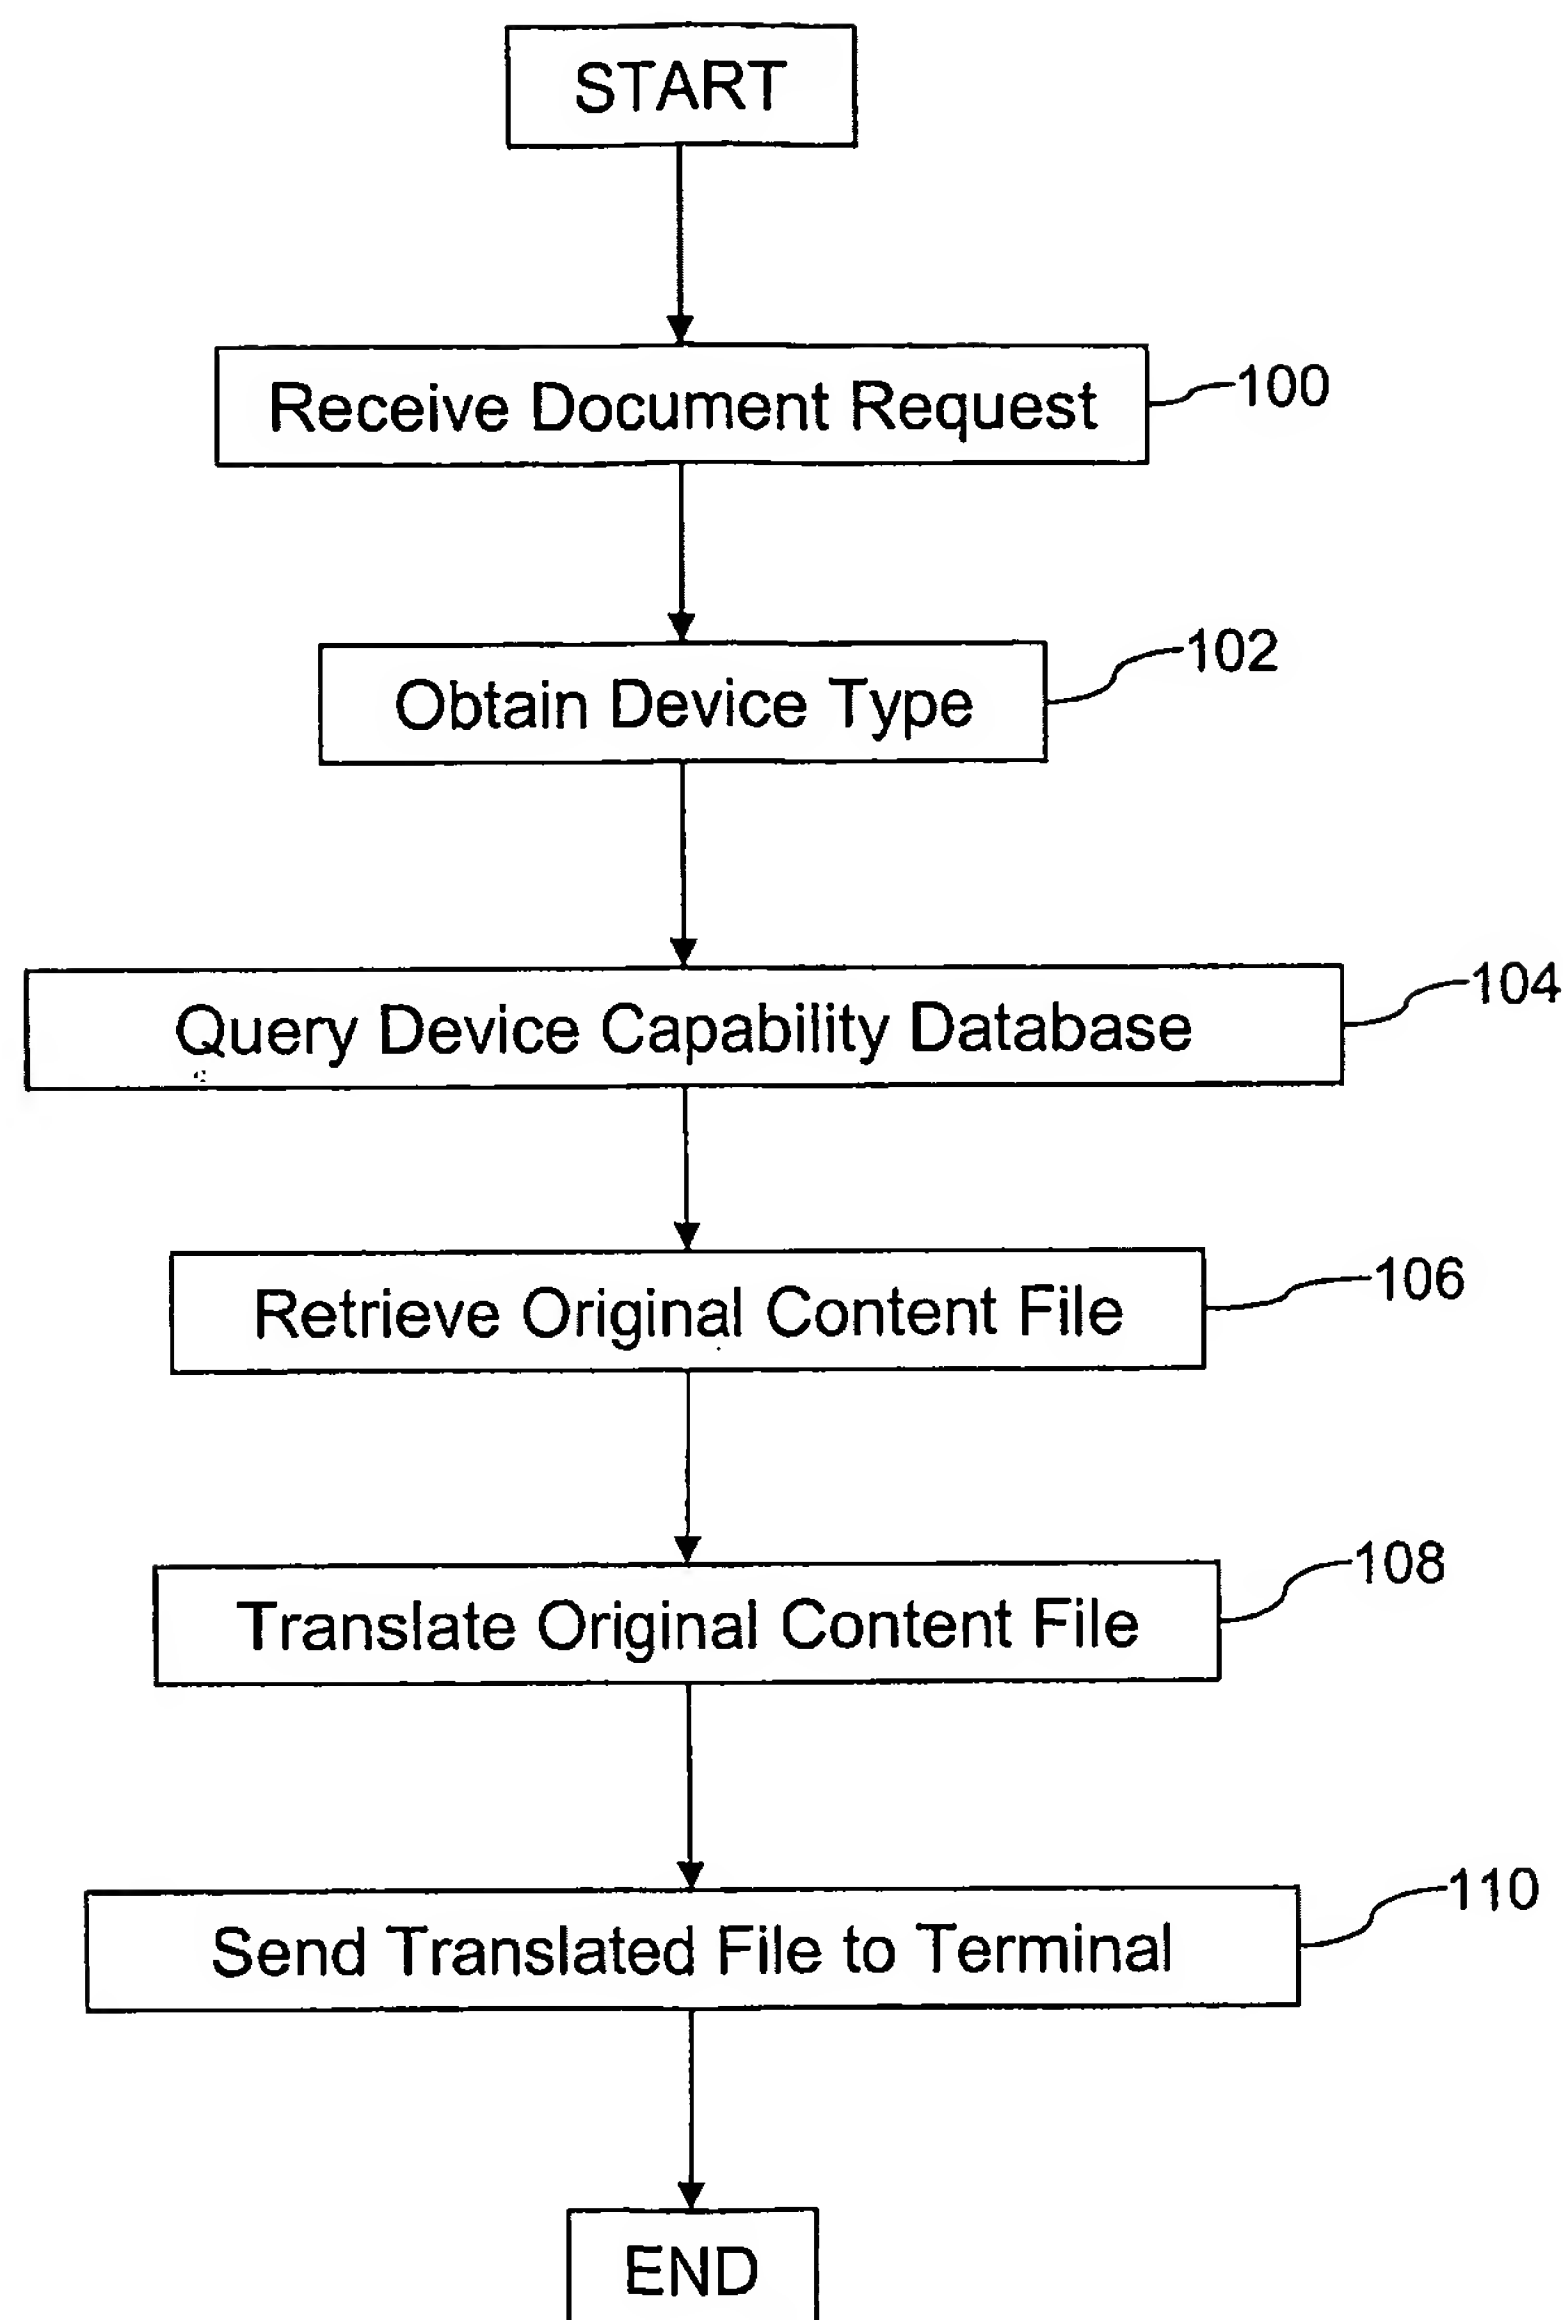 START
Receive Document Request
100
Obtain Device Type
102
Query Device Capability Database
104
Retrieve Original Content File
106
Translate Original Content File
108
Send Translated File to Terminal
110
END